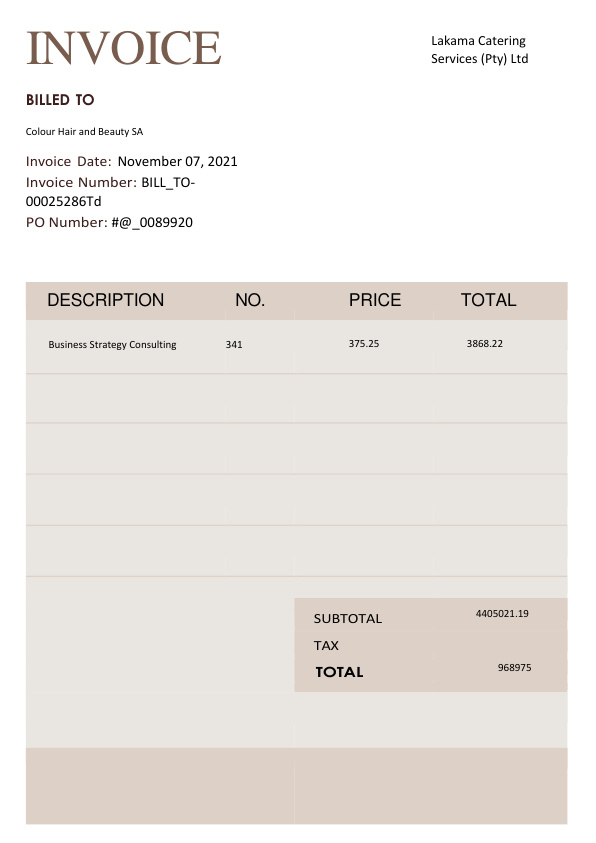 INVOICE
Lakama Catering
Services (Pty) Ltd
BILLED TO
Colour Hair and Beauty SA
Invoice Date: November 07, 2021
Invoice Number: BILL_TO-
00025286Td
PO Number: #@_0089920
DESCRIPTION NO. PRICE TOTAL
Business Strategy Consulting 341 375.25 3868.22
SUBTOTAL 4405021.19
TAX
TOTAL 968975